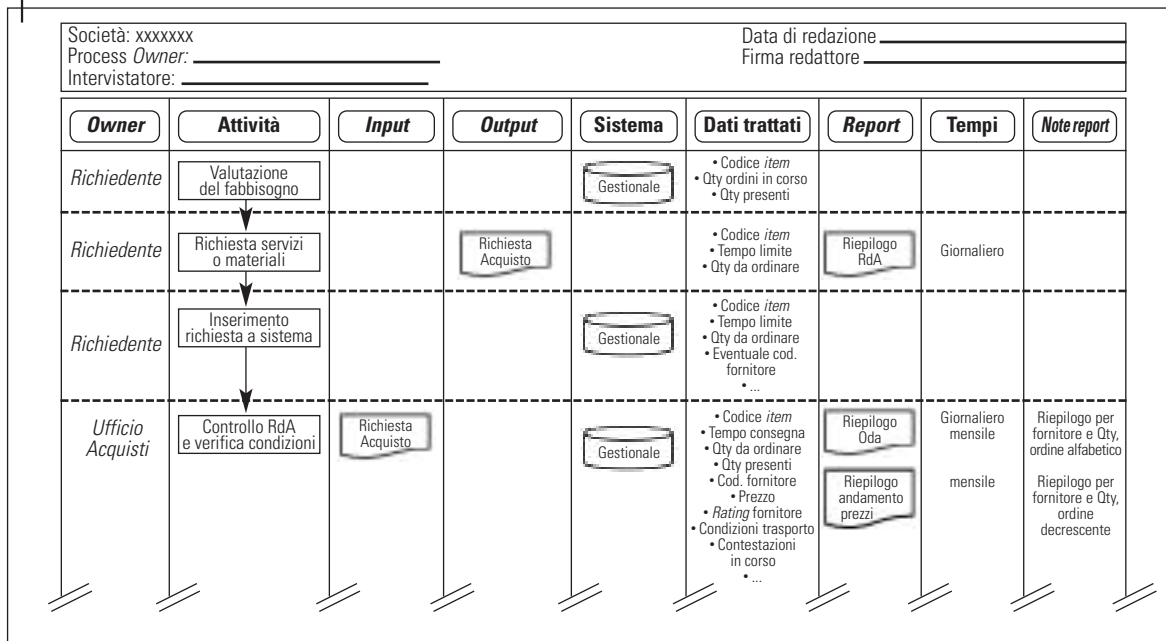 Società: xxxxxxx
Data di redazione
Process Owner:
Firma redattore
Intervistatore:
Owner
Attività
Input
Output
Sistema
Dati trattati
Report
Tempi
Note report
Richiedente
Valutazione
del fabbisogno
Gestionale
• Codice item
• Qty ordini in corso
• Qty presenti
Richiedente
Richiesta servizi
o materiali
Richiesta
Acquisto
• Codice item
• Tempo limite
• Qty da ordinare
Riepilogo
RdA
Giornaliero
Richiedente
Inserimento
richiesta a sistema
Gestionale
• Codice item
• Tempo limite
• Qty da ordinare
• Eventuale cod.
fornitore
• ...
Ufficio
Acquisti
Controllo RdA
e verifica condizioni
Richiesta
Acquisto
Gestionale
• Codice item
• Tempo consegna
• Qty da ordinare
• Qty presenti
• Cod. fornitore
• Prezzo
• Rating fornitore
• Condizioni trasporto
• Contestazioni
in corso
• ...
Riepilogo
Oda
Giornaliero
mensile
Riepilogo per
fornitore e Qty,
ordine alfabetico
Riepilogo
andamento
prezzi
mensile
Riepilogo per
fornitore e Qty,
ordine
decrescente